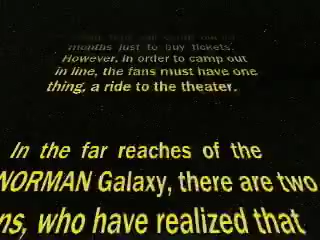 months just to buy tickets.
However, in order to camp out
in line, the fans must have one
thing, a ride to the theater.
In the far reaches of the
NORMAN Galaxy, there are two
ns, who have realized that